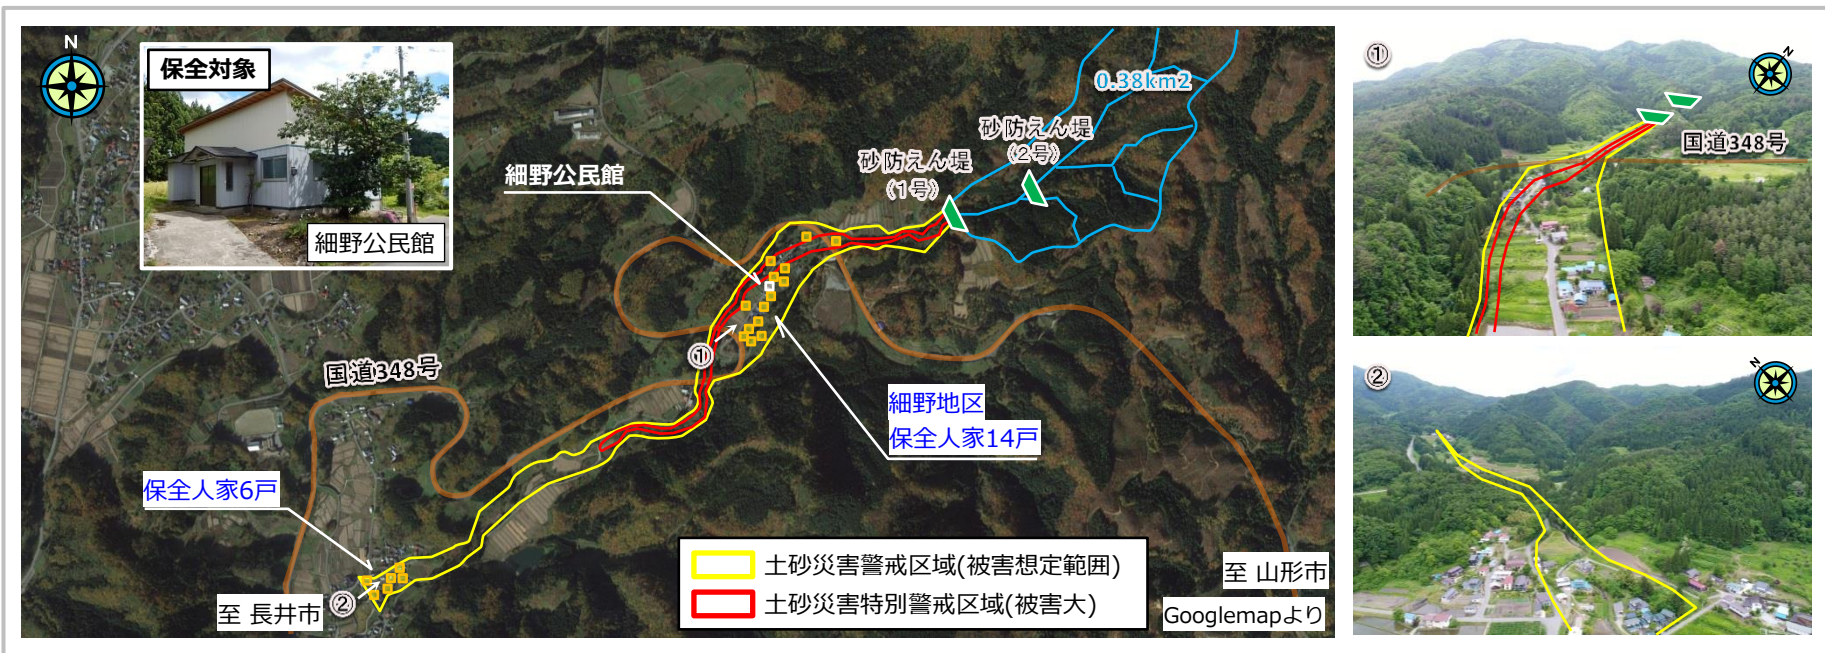 N
保全対象
細野公民館
細野公民館
0.38km2
砂防えん堤
(2号)
砂防えん堤
(1号)
①
国道348号
細野地区
保全人家14戸
保全人家6戸
②
至 長井市
土砂災害警戒区域(被害想定範囲)
土砂災害特別警戒区域(被害大)
至 山形市
Googlemapより
①
N
国道348号
②
N